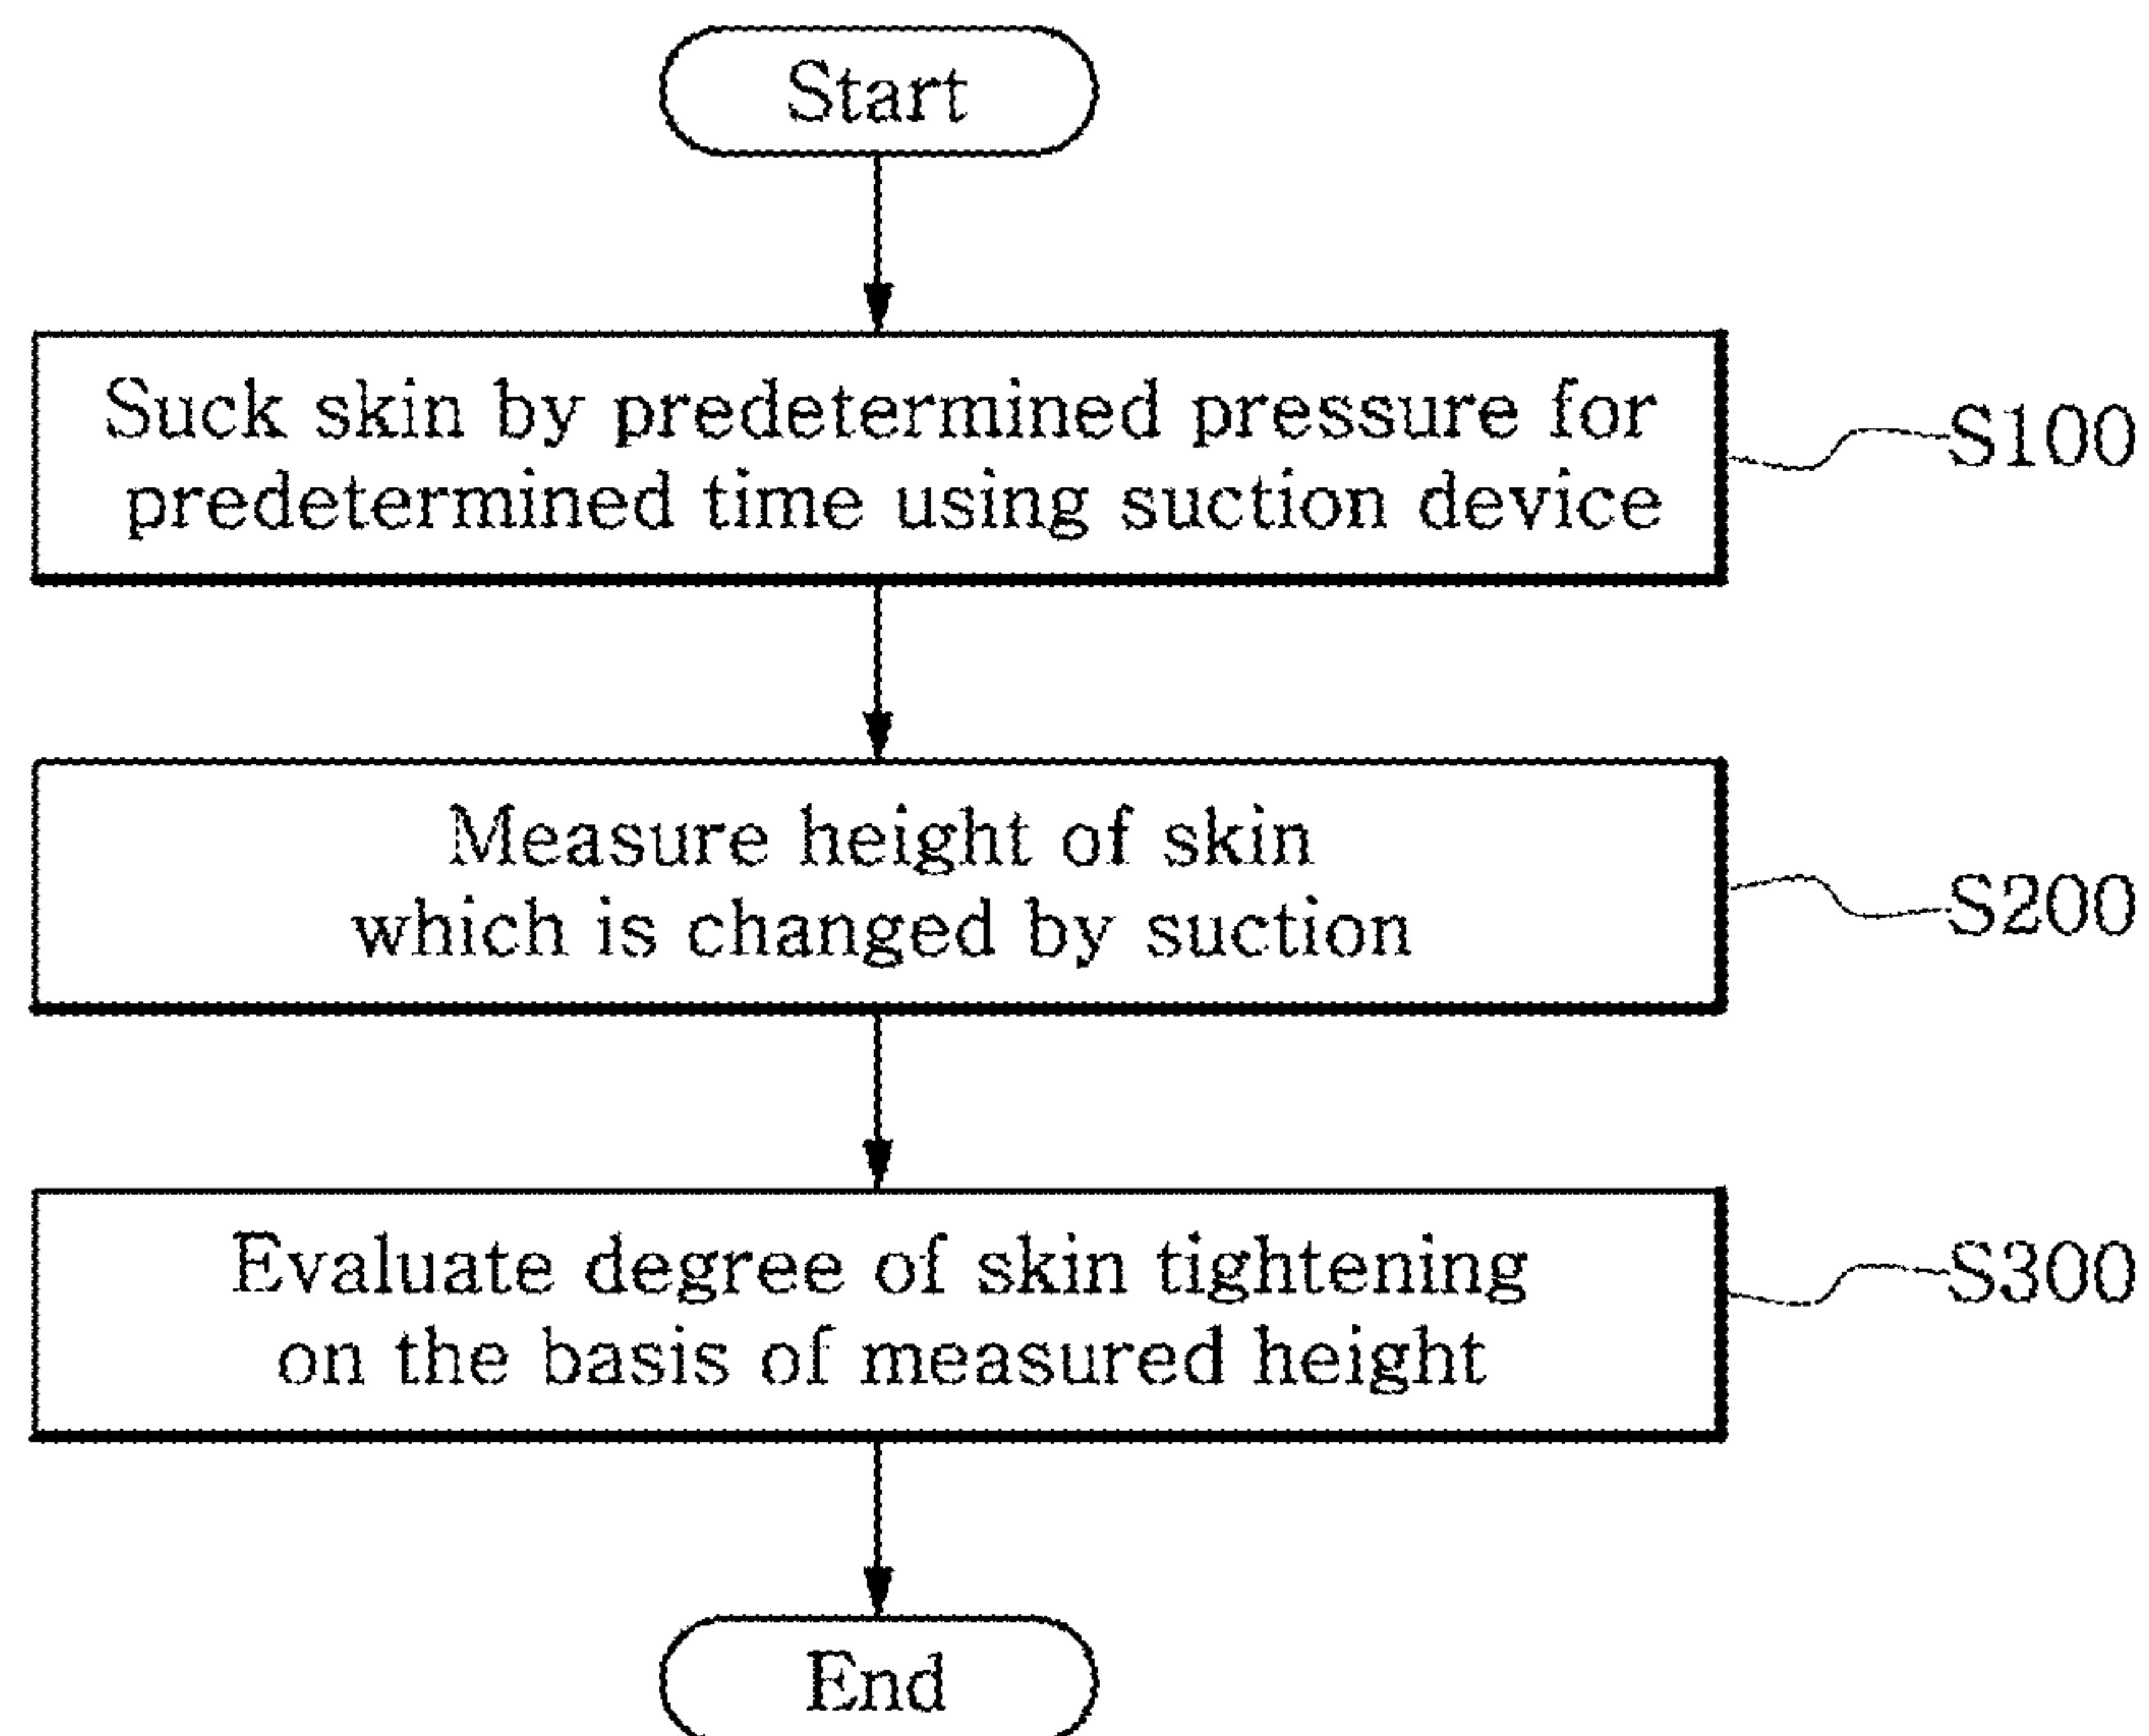 Start
Suck skin by predetermined pressure for
predetermined time using suction device
S100
Measure height of skin
which is changed by suction
S200
Evaluate degree of skin tightening
on the basis of measured height
S300
End